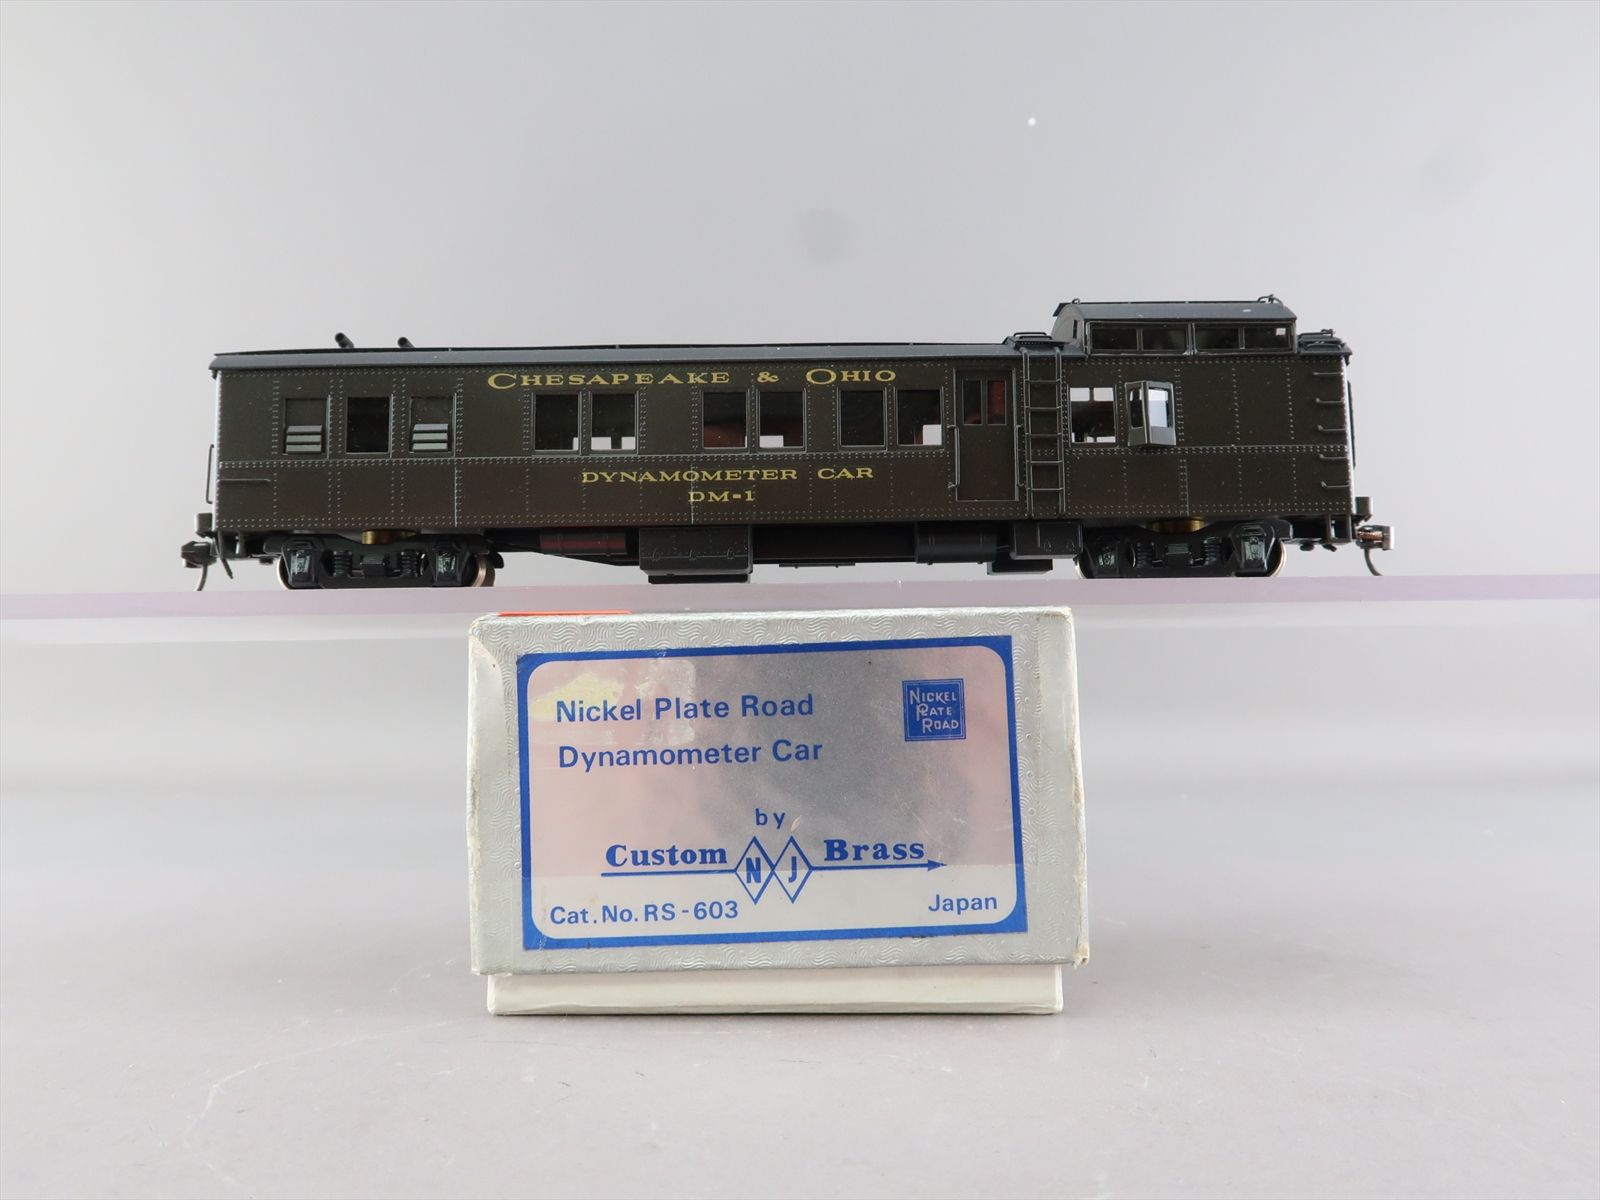 CHESAPEAKE & OHIO
DYNAMOMETER CAR
DM-1
Nickel Plate Road
Dynamometer Car
NICKEL
PLATE
ROAD
by
Custom NJ Brass
Cat. No. RS-603
Japan